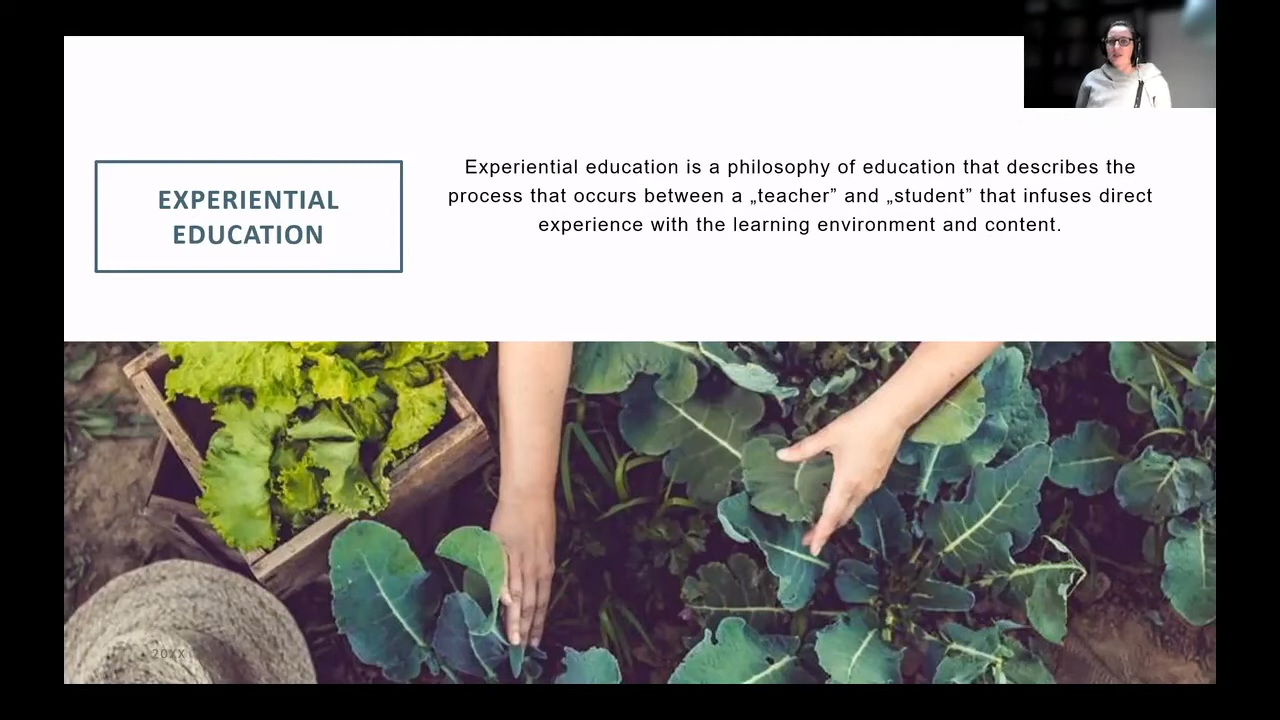 EXPERIENTIAL
EDUCATION
Experiential education is a philosophy of education that describes the
process that occurs between a „teacher” and „student” that infuses direct
experience with the learning environment and content.
20XX